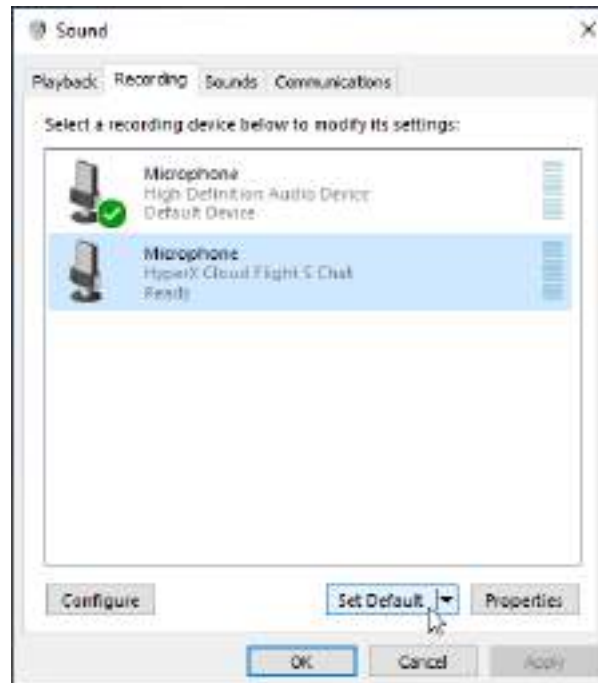 Sound
Playback Recording Sounds Communications
Select a recording device below to modify its settings:
Microphone
High Definition Audio Device
Default Device
Microphone
HyperX Cloud Flight S Chat
Ready
Configure Set Default Properties
OK Cancel Apply